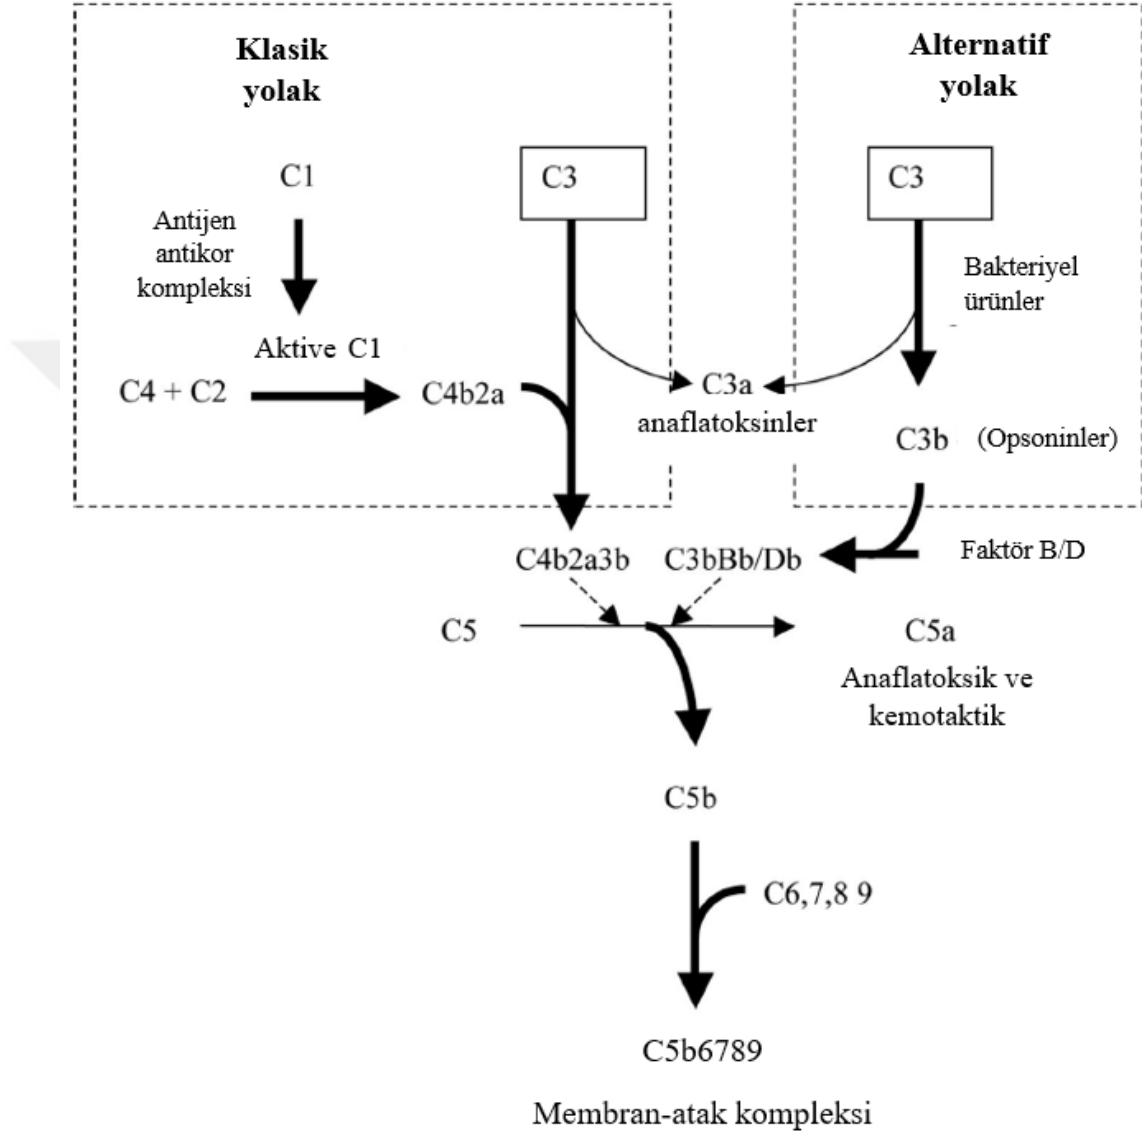 Klasik
yolak
Alternatif
yolak
C1
C3
C3
Antijen
antikor
kompleksi
Bakteriyel
ürünler
Aktive C1
C4 + C2
C4b2a
C3a
anaflatoksinler
C3b (Opsoninler)
C4b2a3b
C3bBb/Db
Faktör B/D
C5
C5a
Anaflatoksik ve
kemotaktik
C5b
C6,7,8 9
C5b6789
Membran-atak kompleksi